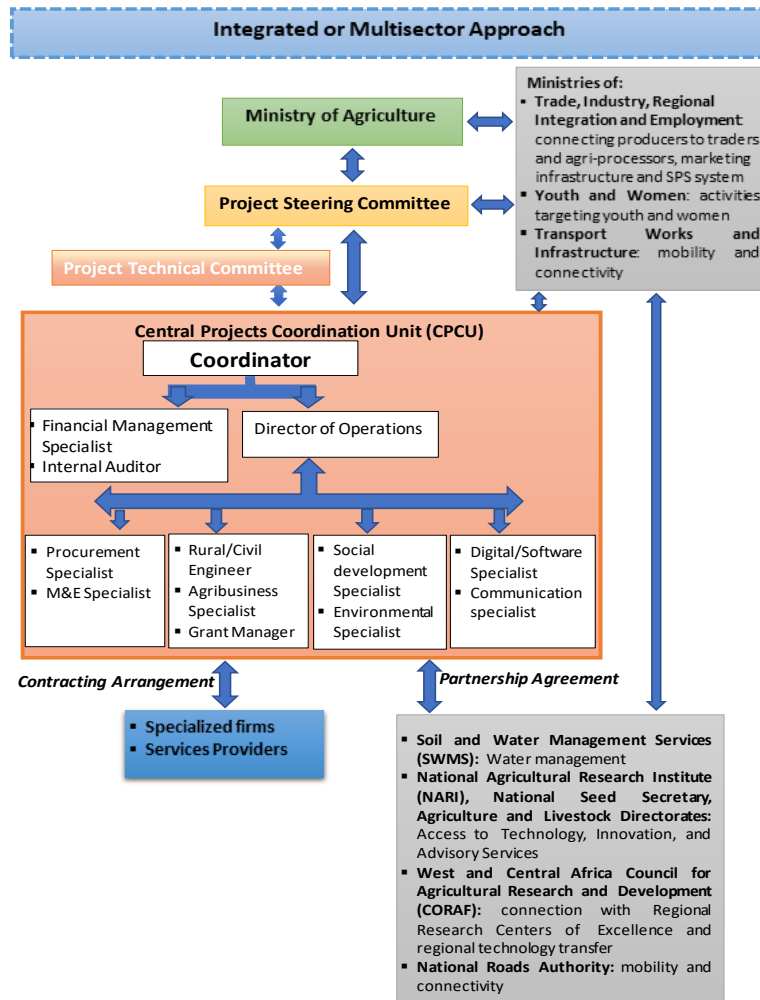 Integrated or Multisector Approach
Ministry of Agriculture
Ministries of:
▪ Trade, Industry, Regional
Integration and Employment:
connecting producers to traders
and agri-processors, marketing
infrastructure and SPS system
▪ Youth and Women: activities
targeting youth and women
▪ Transport Works and
Infrastructure: mobility and
connectivity
Project Steering Committee
Project Technical Committee
Central Projects Coordination Unit (CPCU)
Coordinator
▪ Financial Management
Specialist
▪ Internal Auditor
Director of Operations
▪ Procurement
Specialist
▪ M&E Specialist
▪ Rural/Civil
Engineer
▪ Agribusiness
Specialist
▪ Grant Manager
▪ Social
development
Specialist
▪ Environmental
Specialist
▪ Digital/Software
Specialist
▪ Communication
specialist
Contracting Arrangement
Partnership Agreement
▪ Specialized firms
▪ Services Providers
▪ Soil and Water Management Services
(SWMS): Water management
▪ National Agricultural Research Institute
(NARI), National Seed Secretary,
Agriculture and Livestock Directorates:
Access to Technology, Innovation, and
Advisory Services
▪ West and Central Africa Council for
Agricultural Research and Development
(CORAF): connection with Regional
Research Centers of Excellence and
regional technology transfer
▪ National Roads Authority: mobility and
connectivity